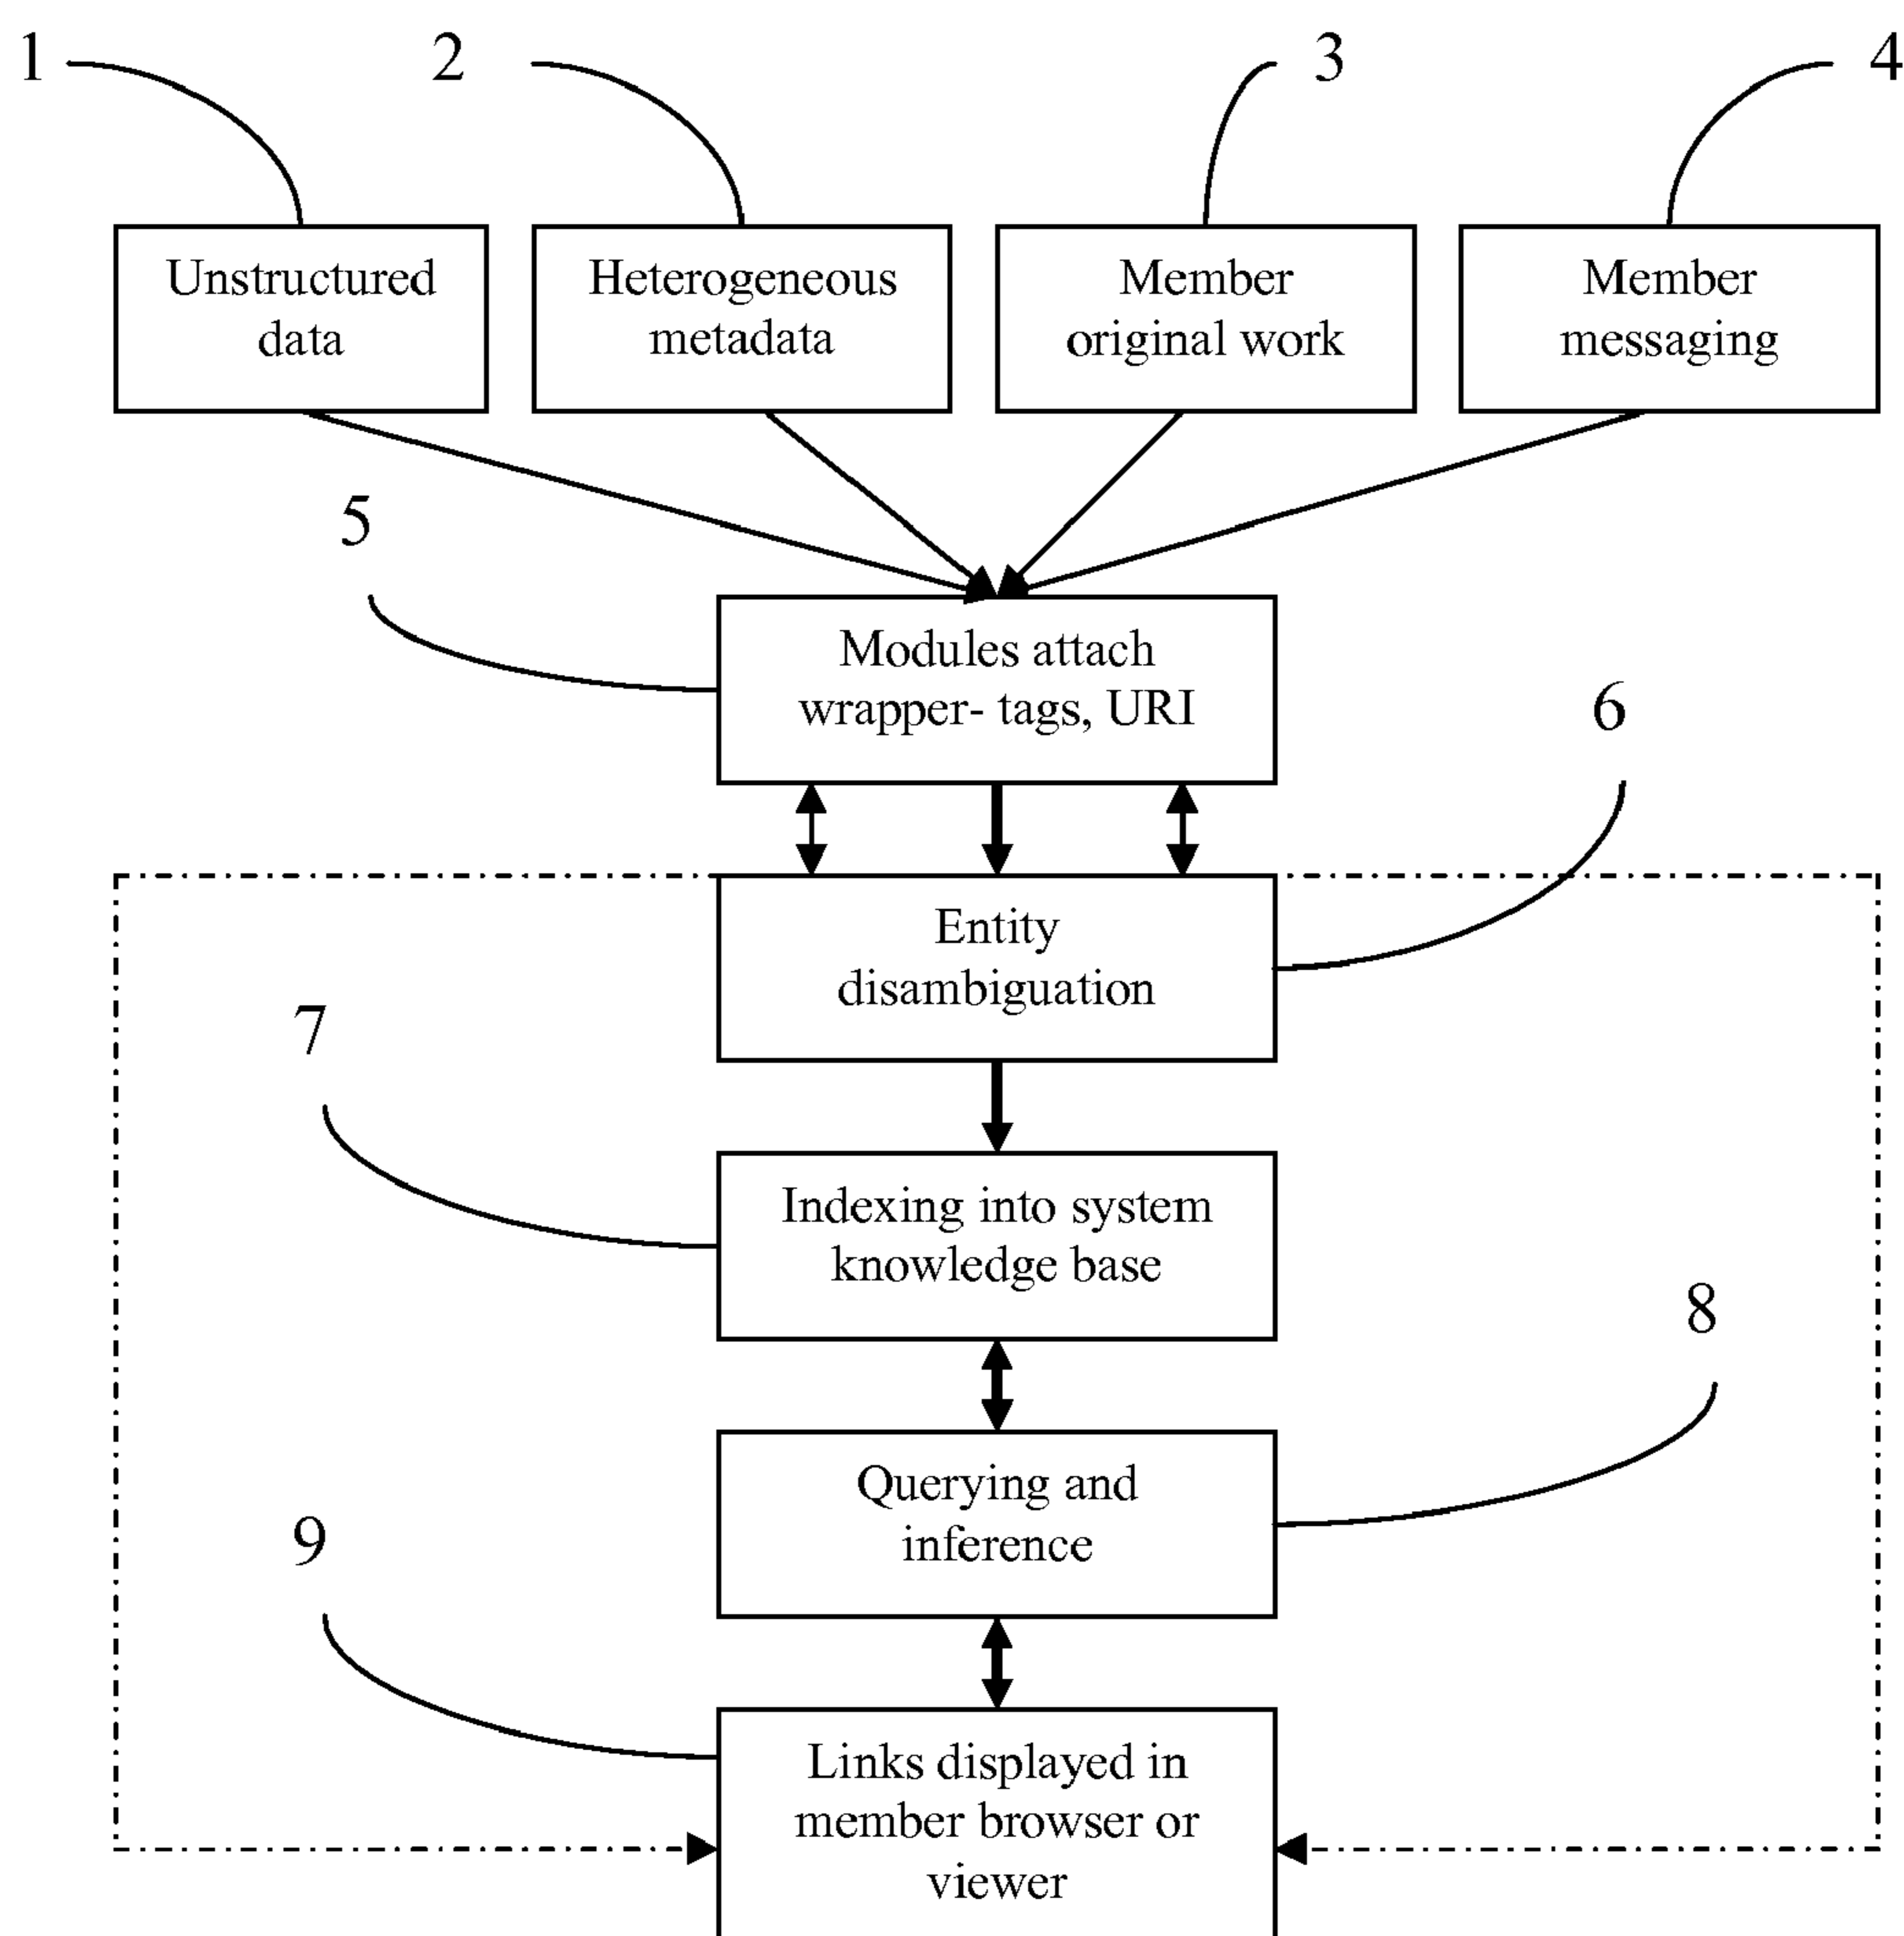 1
2
3
4
Unstructured
data
Heterogeneous
metadata
Member
original work
Member
messaging
5
Modules attach
wrapper- tags, URI
6
Entity
disambiguation
7
Indexing into system
knowledge base
8
Querying and
inference
9
Links displayed in
member browser or
viewer